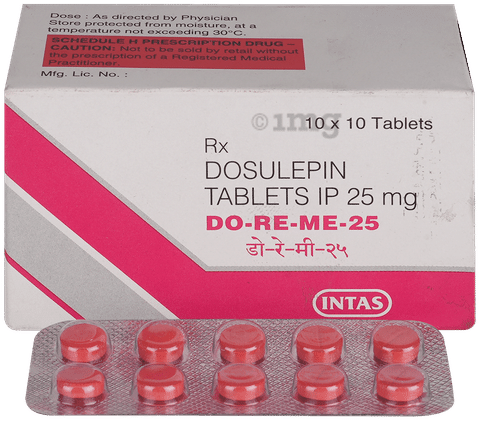 Dose : As directed by Physician
Store protected from moisture, at a
temperature not exceeding 30°C.
SCHEDULE H PRESCRIPTION DRUG –
CAUTION: Not to be sold by retail without
the prescription of a Registered Medical
Practitioner.
Mfg. Lic. No. :
©1mg
10 x 10 Tablets
Rx
DOSULEPIN
TABLETS IP 25 mg
DO-RE-ME-25
डो-रे-मी-२५
INTAS